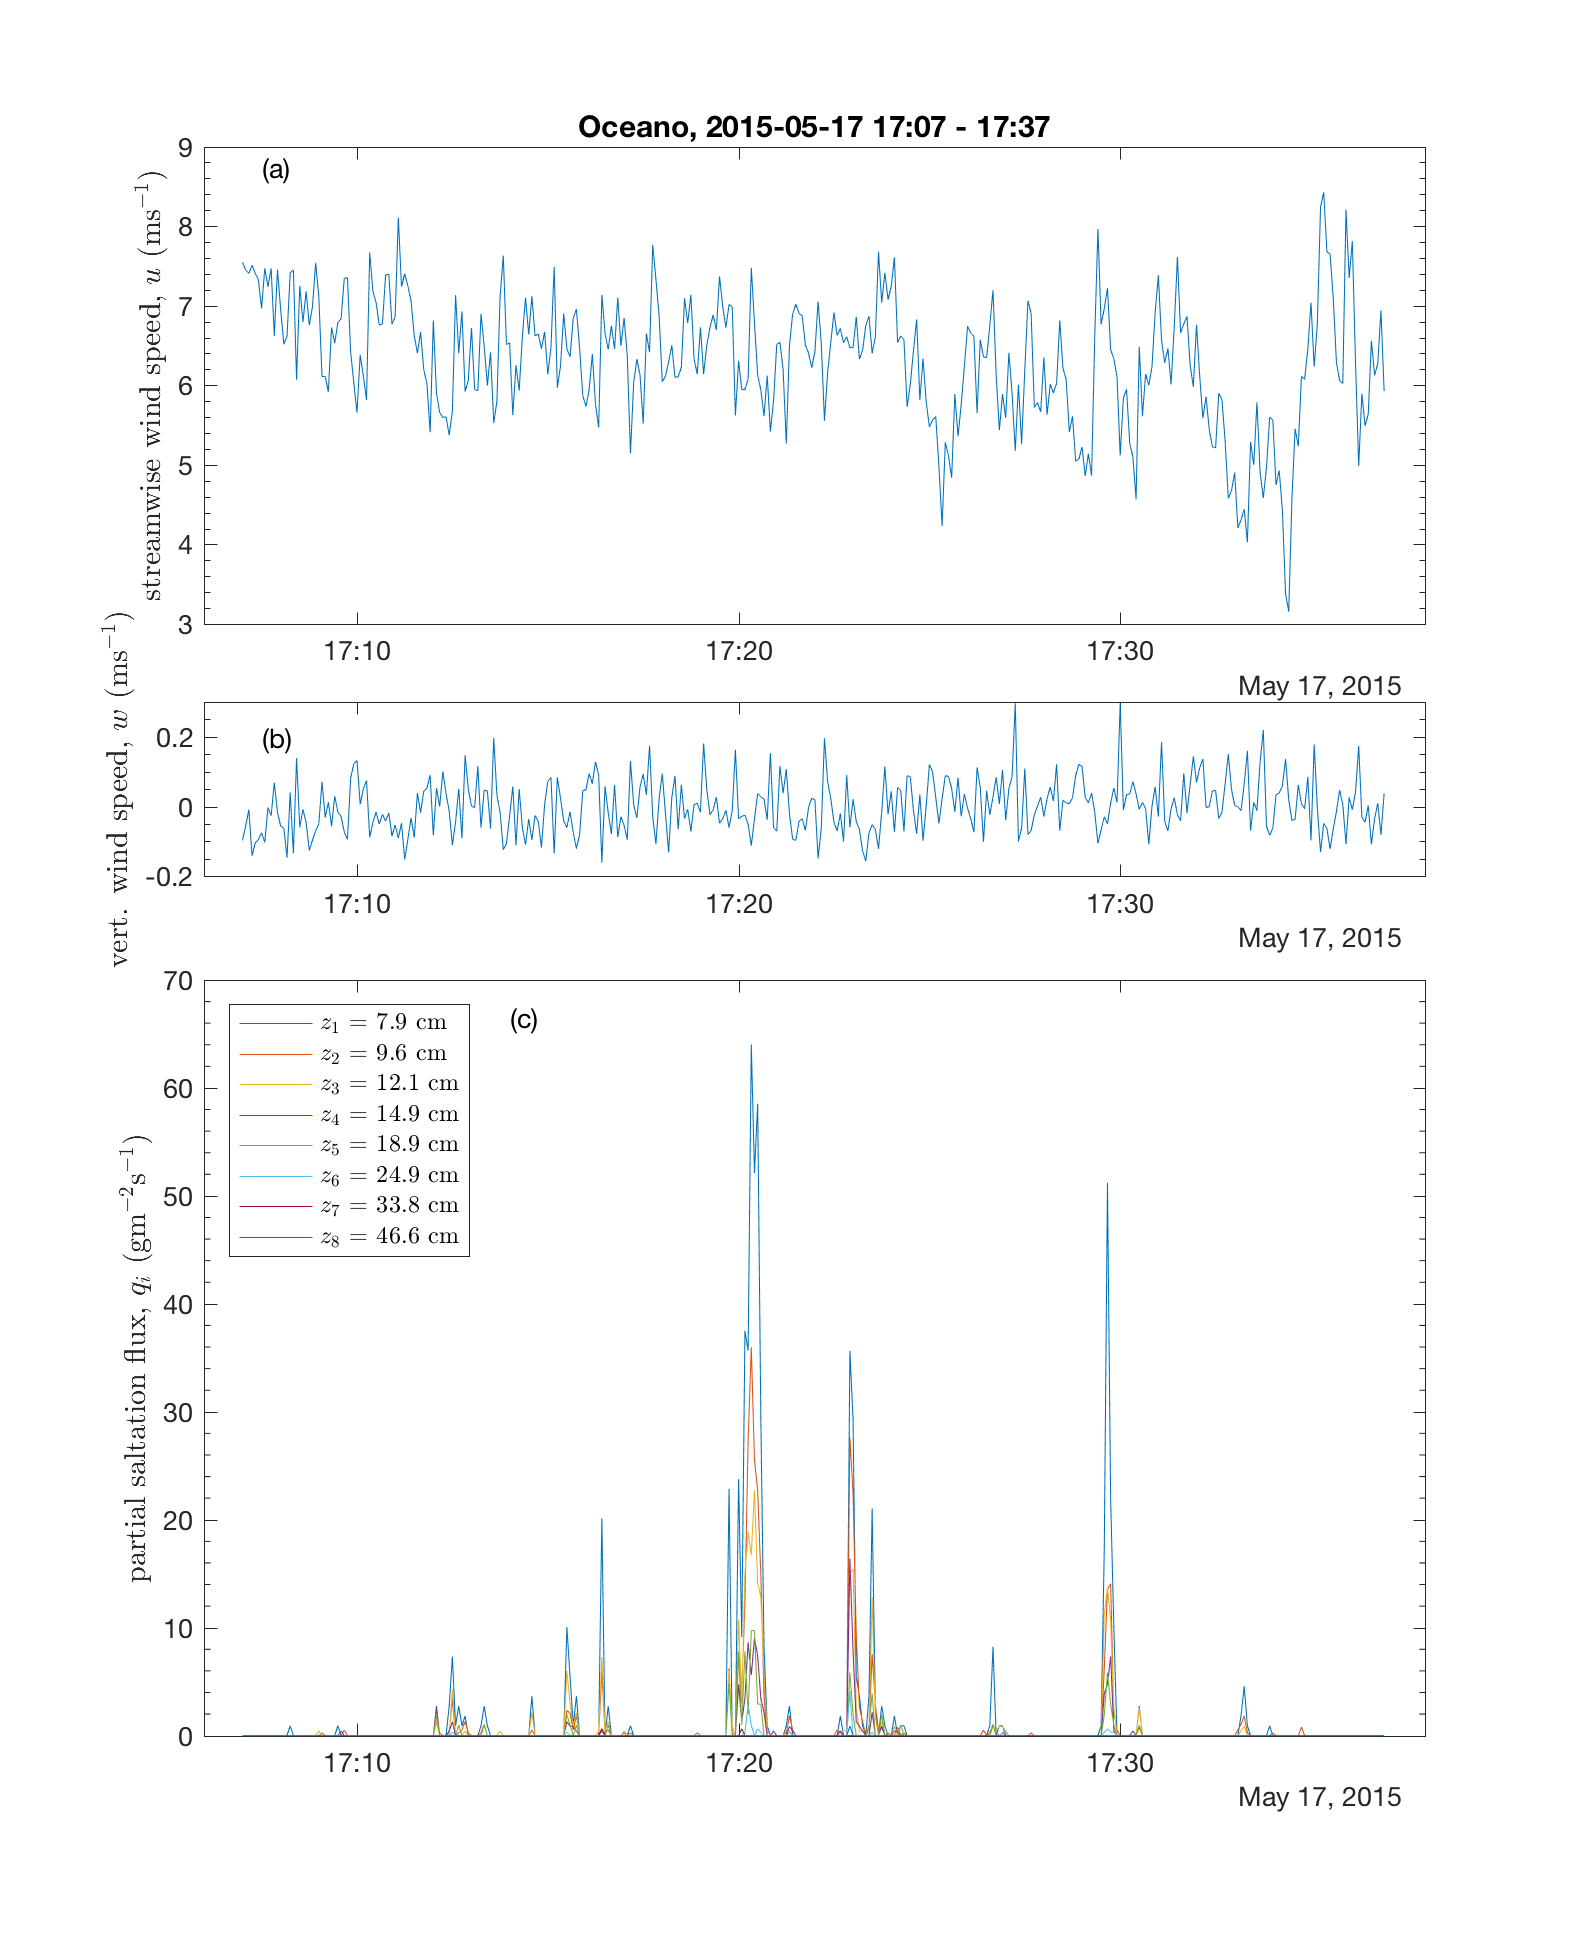 Oceano, 2015-05-17 17:07 - 17:37
(a)
streamwise wind speed, u (ms⁻¹)
9
8
7
6
5
4
3
17:10 17:20 17:30
May 17, 2015
(b)
vert. wind speed, w (ms⁻¹)
0.2
0
-0.2
17:10 17:20 17:30
May 17, 2015
(c)
partial saltation flux, qᵢ (gm⁻²s⁻¹)
70
60
50
40
30
20
10
0
z₁ = 7.9 cm
z₂ = 9.6 cm
z₃ = 12.1 cm
z₄ = 14.9 cm
z₅ = 18.9 cm
z₆ = 24.9 cm
z₇ = 33.8 cm
z₈ = 46.6 cm
17:10 17:20 17:30
May 17, 2015